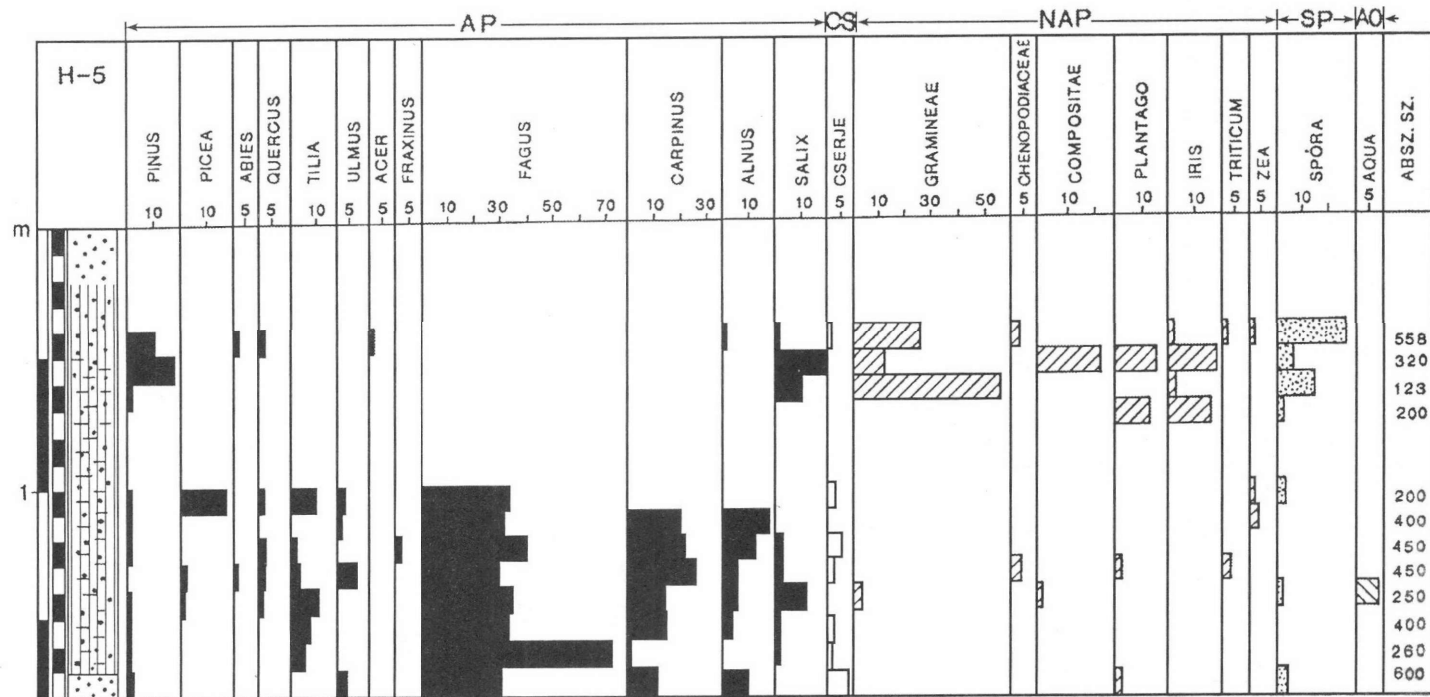 AP CS NAP SP AO
H-5
PINUS PICEA ABIES QUERCUS TILIA ULMUS ACER FRAXINUS FAGUS CARPINUS ALNUS SALIX CSERJE GRAMINEAE CHENOPODIACEAE COMPOSITAE PLANTAGO IRIS TRITICUM ZEA SPÓRA AQUA ABSZ. SZ.
10 10 5 5 10 5 5 5 10 30 50 70 10 30 10 10 5 10 30 50 5 10 10 10 5 5 10 5
m
558
320
123
200
1 200
400
450
450
250
400
260
600